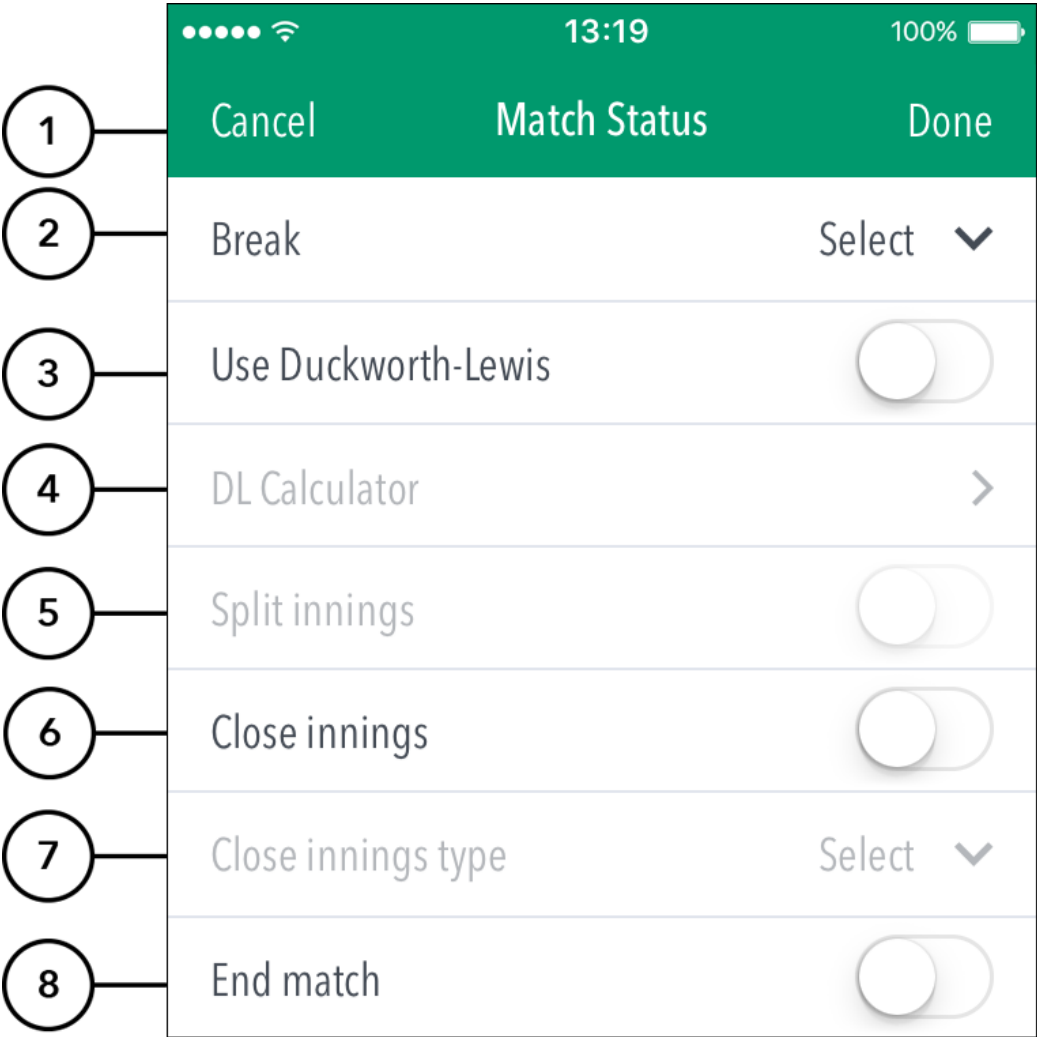 13:19 100%
1 Cancel Match Status Done
2 Break Select
3 Use Duckworth-Lewis
4 DL Calculator
5 Split innings
6 Close innings
7 Close innings type Select
8 End match